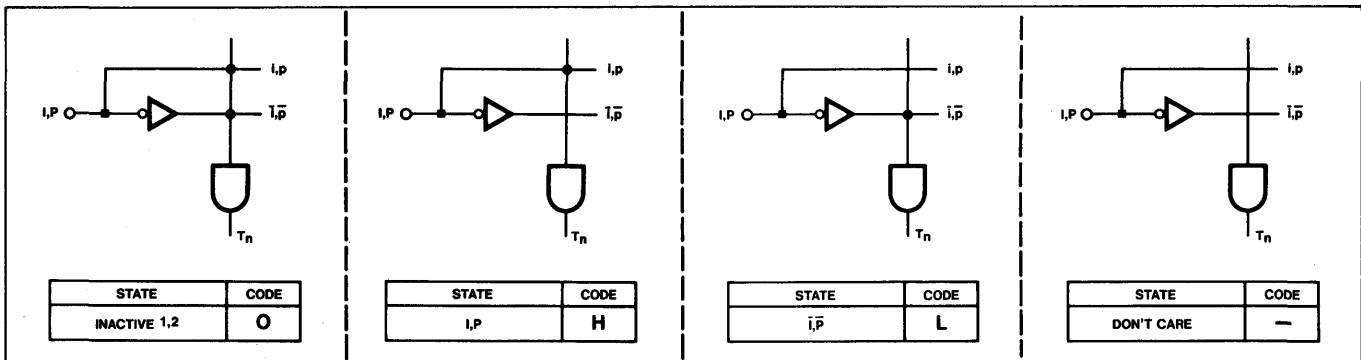 i,p
I,P
i̅,p̅
Tn
STATE CODE
INACTIVE 1,2 O
i,p
I,P
i̅,p̅
Tn
STATE CODE
I,P H
i,p
I,P
i̅,p̅
Tn
STATE CODE
I̅,P̅ L
i,p
I,P
i̅,p̅
Tn
STATE CODE
DON'T CARE —